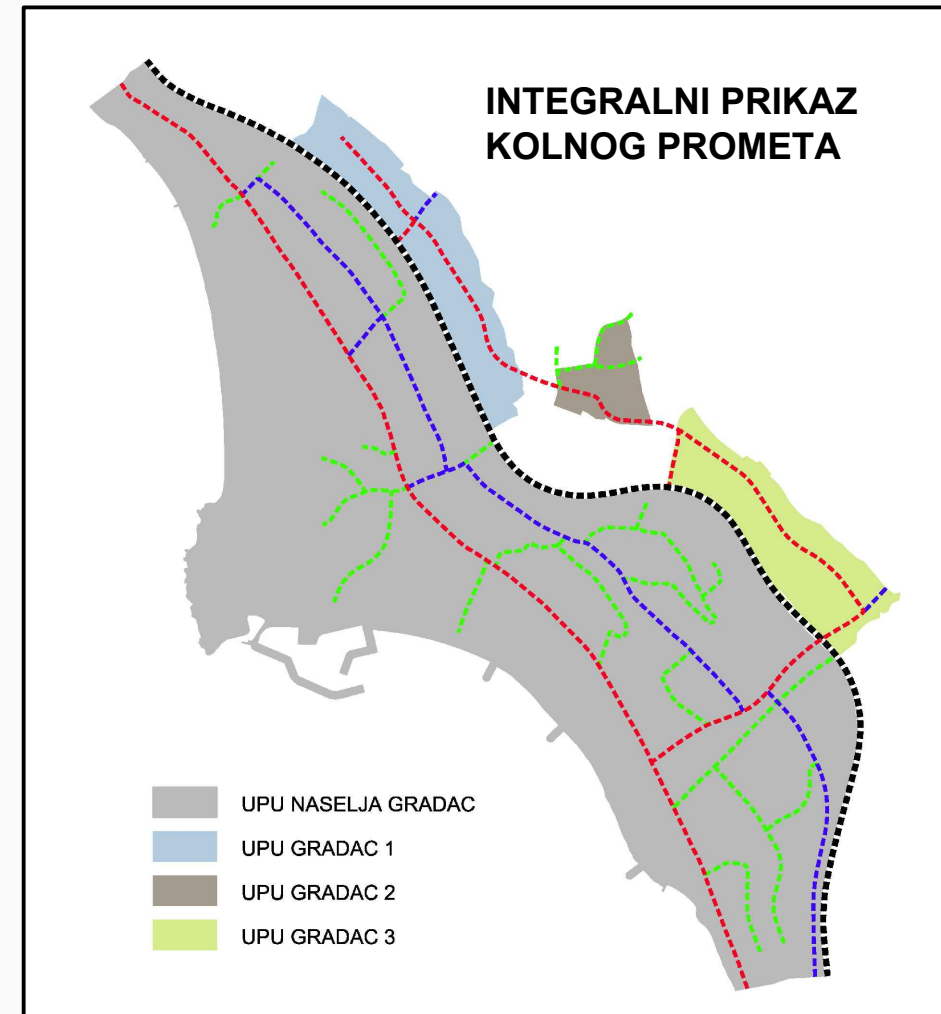 INTEGRALNI PRIKAZ
KOLNOG PROMETA
UPU NASELJA GRADAC
UPU GRADAC 1
UPU GRADAC 2
UPU GRADAC 3